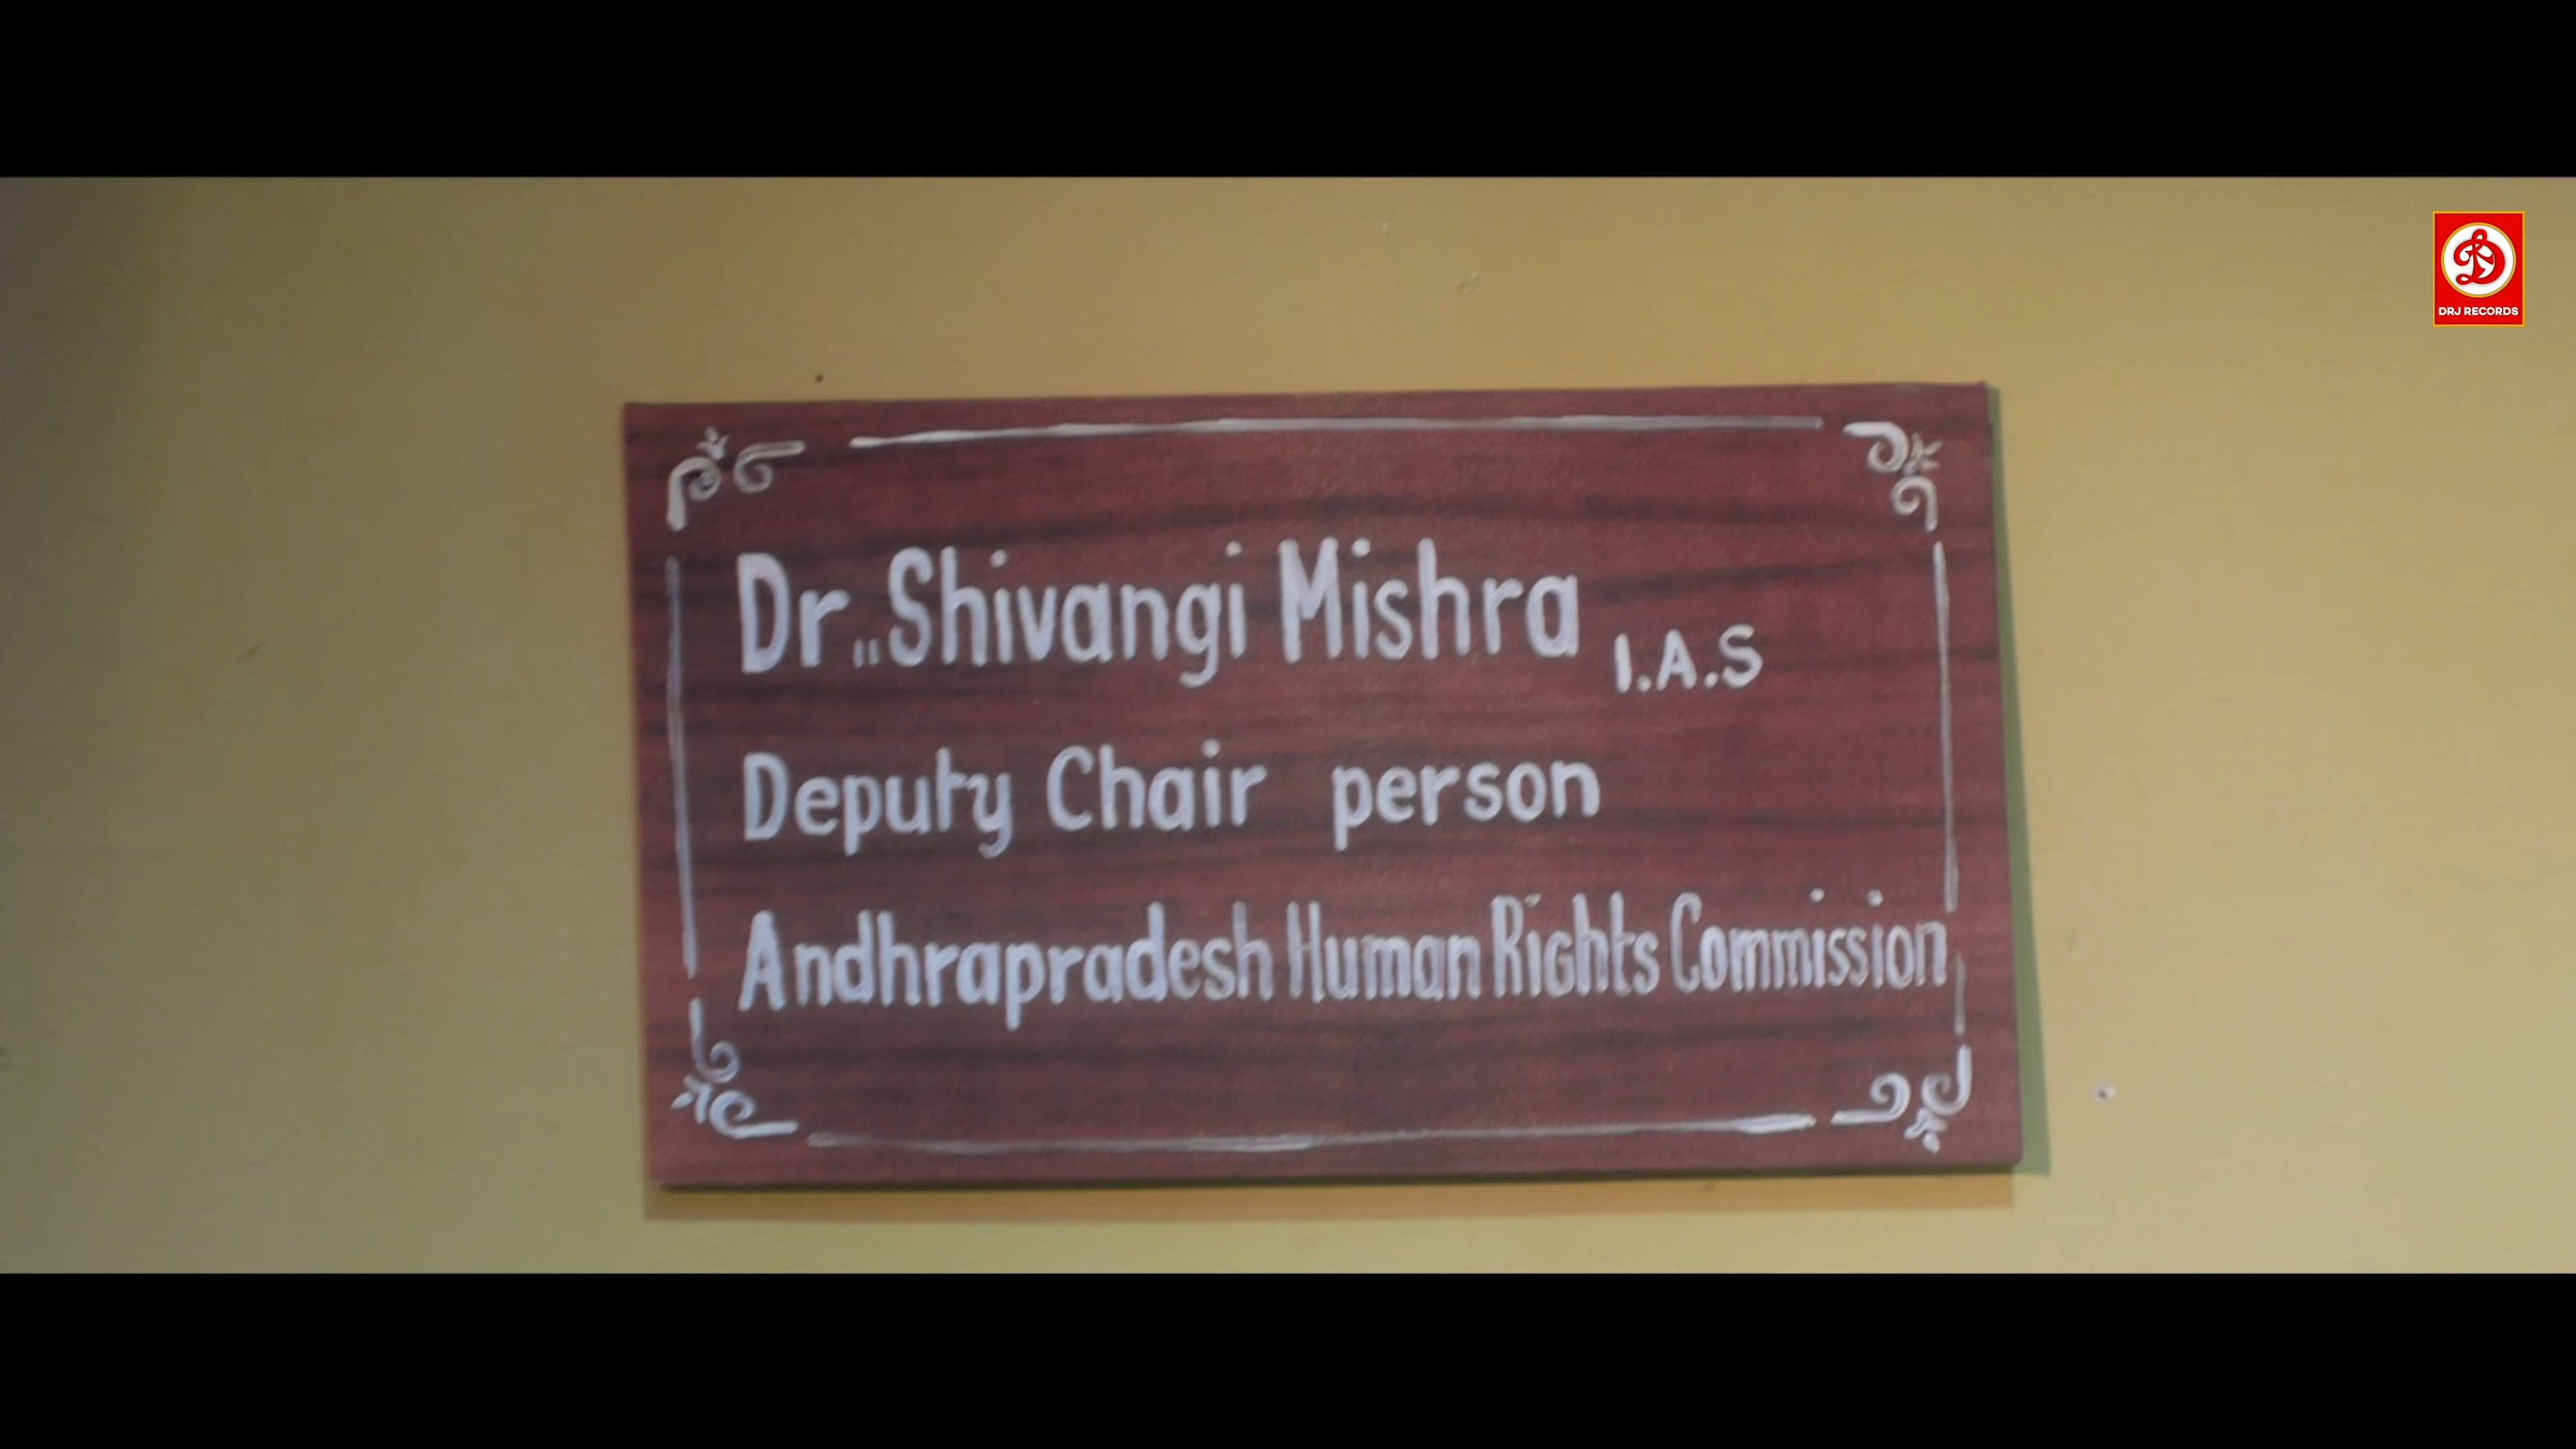 DRJ RECORDS
Dr..Shivangi Mishra I.A.S
Deputy Chair person
Andhrapradesh Human Rights Commission